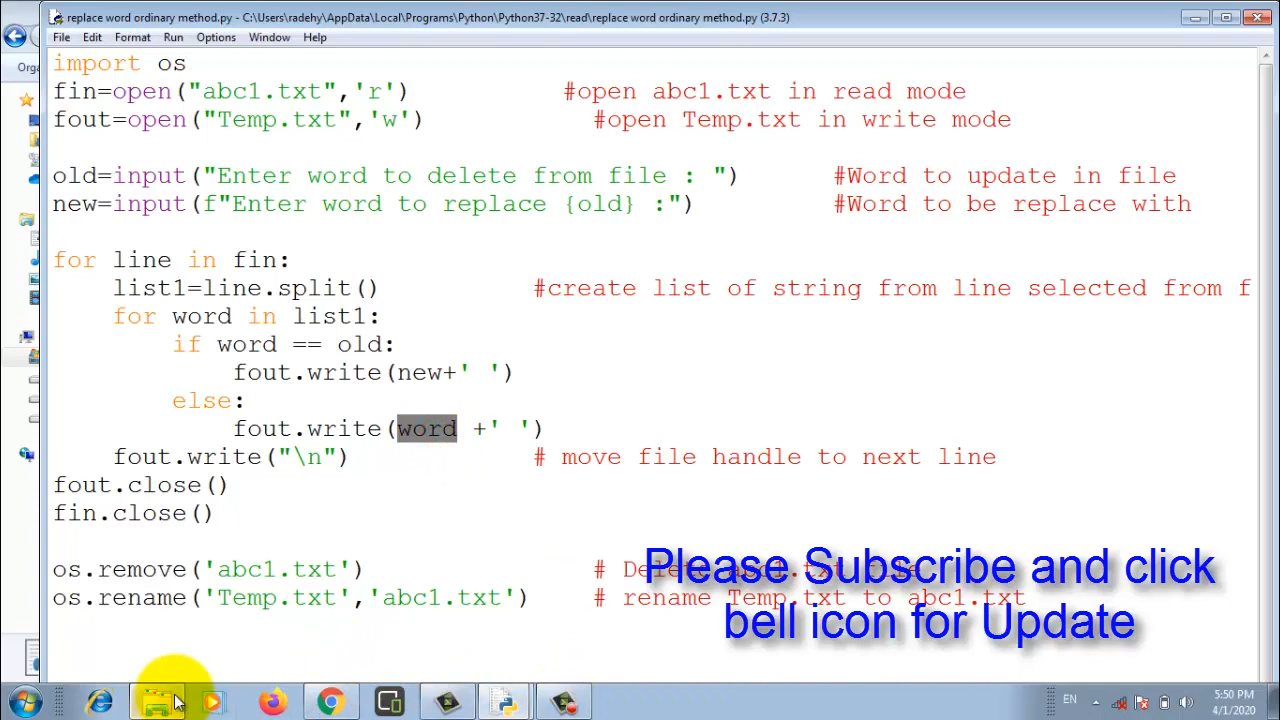 replace word ordinary method.py - C:\Users\radehy\AppData\Local\Programs\Python\Python37-32\read\replace word ordinary method.py (3.7.3)
File Edit Format Run Options Window Help
Orga
import os
fin=open("abc1.txt",'r') #open abc1.txt in read mode
fout=open("Temp.txt",'w') #open Temp.txt in write mode
old=input("Enter word to delete from file : ") #Word to update in file
new=input(f"Enter word to replace {old} :") #Word to be replace with
for line in fin:
list1=line.split() #create list of string from line selected from f
for word in list1:
if word == old:
fout.write(new+' ')
else:
fout.write(word +' ')
fout.write("\n") # move file handle to next line
fout.close()
fin.close()
os.remove('abc1.txt') # Delete abc1.txt file
os.rename('Temp.txt','abc1.txt') # rename Temp.txt to abc1.txt
Please Subscribe and click
bell icon for Update
EN
5:50 PM
4/1/2020